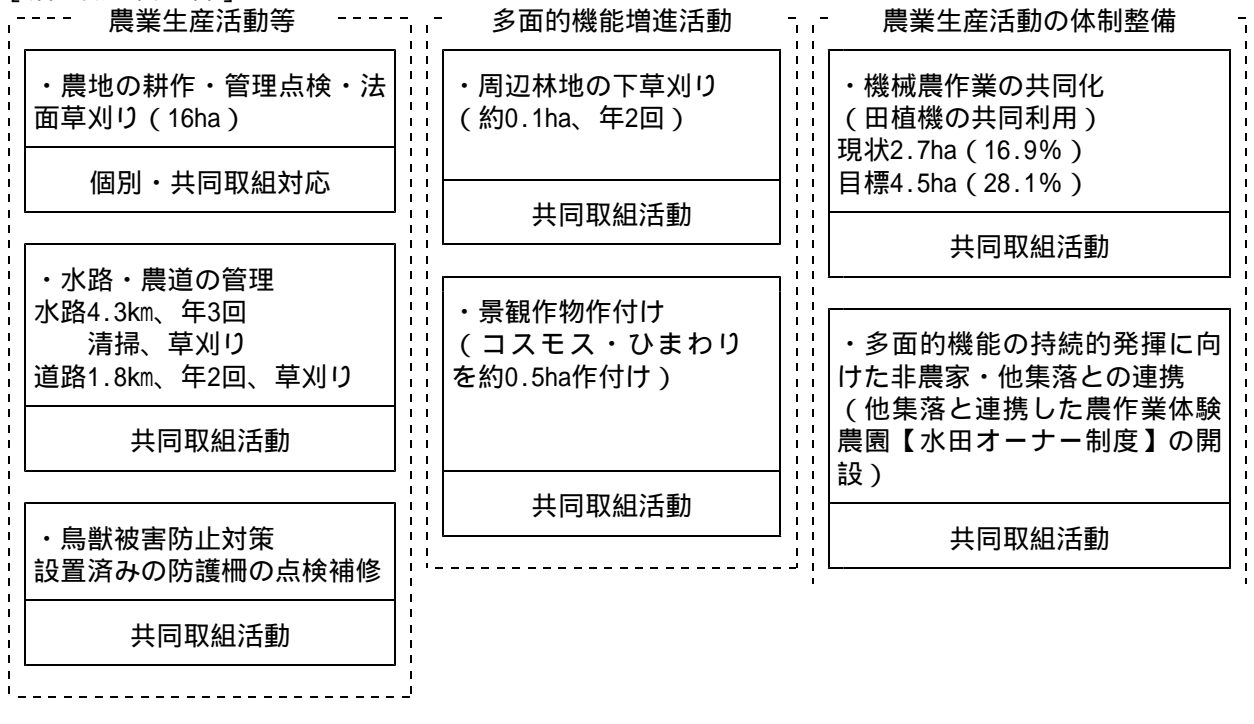 農業生産活動等
・農地の耕作・管理点検・法
面草刈り（16ha）
個別・共同取組対応
・水路・農道の管理
水路4.3㎞、年3回
清掃、草刈り
道路1.8㎞、年2回、草刈り
共同取組活動
・鳥獣被害防止対策
設置済みの防護柵の点検補修
共同取組活動
多面的機能増進活動
・周辺林地の下草刈り
（約0.1ha、年2回）
共同取組活動
・景観作物作付け
（コスモス・ひまわり
を約0.5ha作付け）
共同取組活動
農業生産活動の体制整備
・機械農作業の共同化
（田植機の共同利用）
現状2.7ha（16.9％）
目標4.5ha（28.1％）
共同取組活動
・多面的機能の持続的発揮に向
けた非農家・他集落との連携
（他集落と連携した農作業体験
農園【水田オーナー制度】の開
設）
共同取組活動